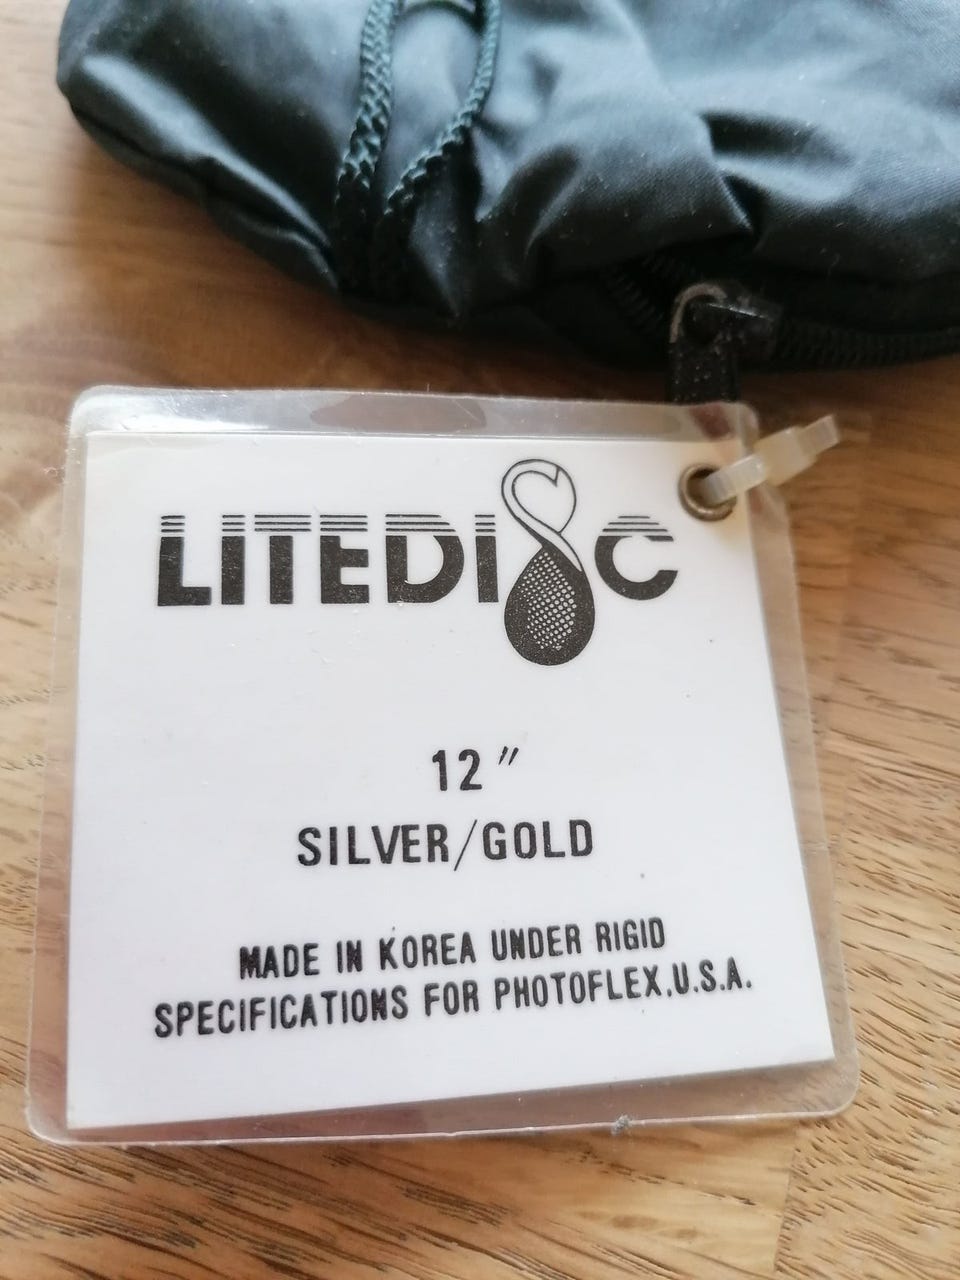 LITEDISC
12"
SILVER/GOLD
MADE IN KOREA UNDER RIGID
SPECIFICATIONS FOR PHOTOFLEX.U.S.A.